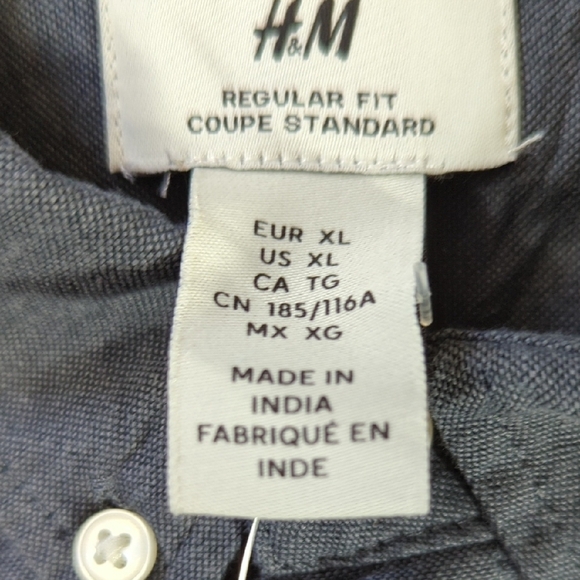 H&M
REGULAR FIT
COUPE STANDARD
EUR XL
US XL
CA TG
CN 185/116A
MX XG
MADE IN
INDIA
FABRIQUÉ EN
INDE